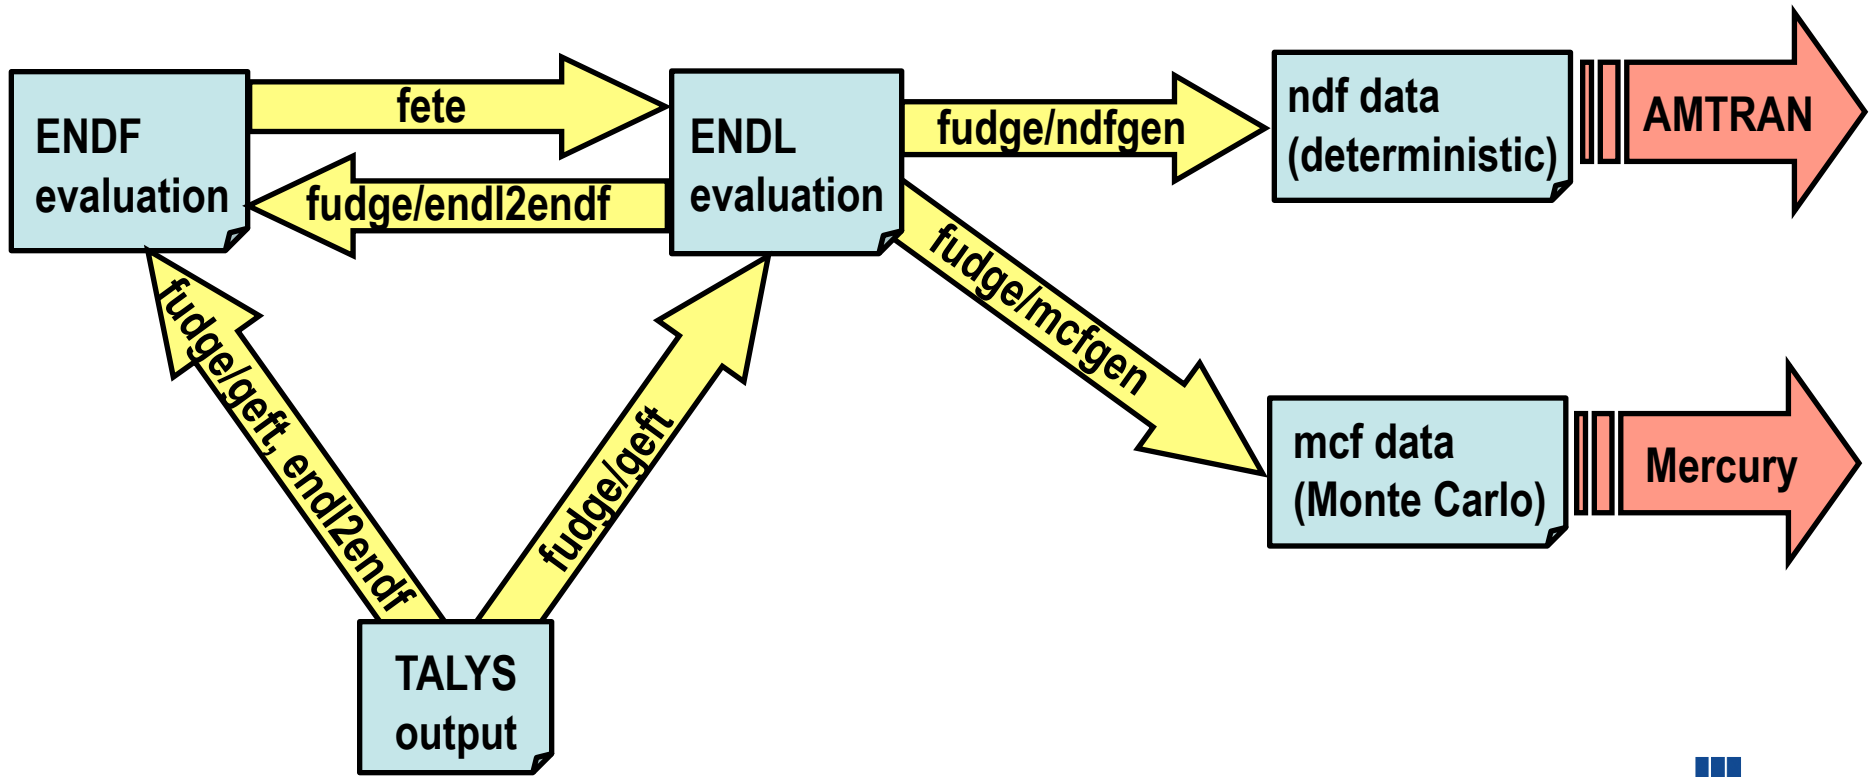 ENDF
evaluation
fete
fudge/endl2endf
ENDL
evaluation
fudge/ndfgen
ndf data
(deterministic)
AMTRAN
fudge/mcfgen
mcf data
(Monte Carlo)
Mercury
fudge/geft, endl2endf
fudge/geft
TALYS
output